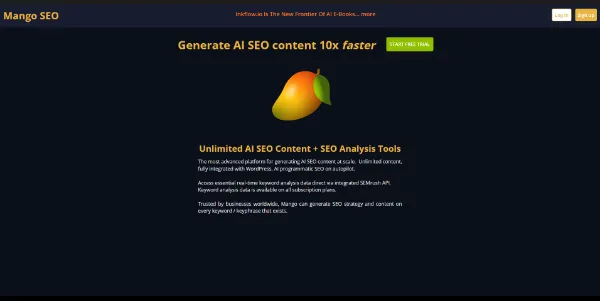 Mango SEO
Inkflow.io Is The New Frontier Of AI E-Books... more
Log In
Sign Up
Generate AI SEO content 10x faster
START FREE TRIAL
Unlimited AI SEO Content + SEO Analysis Tools
The most advanced platform for generating AI SEO content at scale. Unlimited content,
fully integrated with WordPress. AI programmatic SEO on autopilot.
Access essential real-time keyword analysis data direct via integrated SEMrush API.
Keyword analysis data is available on all subscription plans.
Trusted by businesses worldwide, Mango can generate SEO strategy and content on
every keyword / keyphrase that exists.